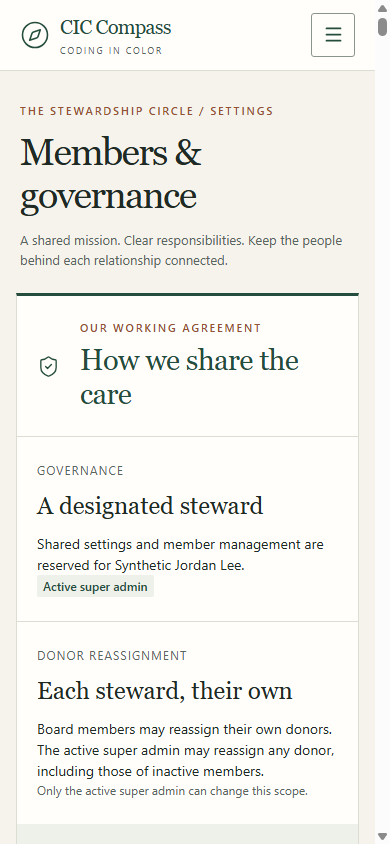 CIC Compass
CODING IN COLOR
THE STEWARDSHIP CIRCLE / SETTINGS
Members &
governance
A shared mission. Clear responsibilities. Keep the people
behind each relationship connected.
OUR WORKING AGREEMENT
How we share the
care
GOVERNANCE
A designated steward
Shared settings and member management are
reserved for Synthetic Jordan Lee.
Active super admin
DONOR REASSIGNMENT
Each steward, their own
Board members may reassign their own donors.
The active super admin may reassign any donor,
including those of inactive members.
Only the active super admin can change this scope.